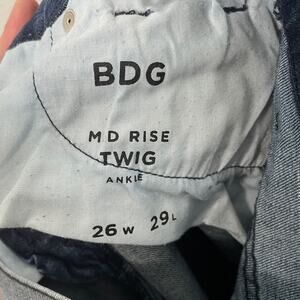 BDG
MD RISE
TWIG
ANKLE
26 W 29 L